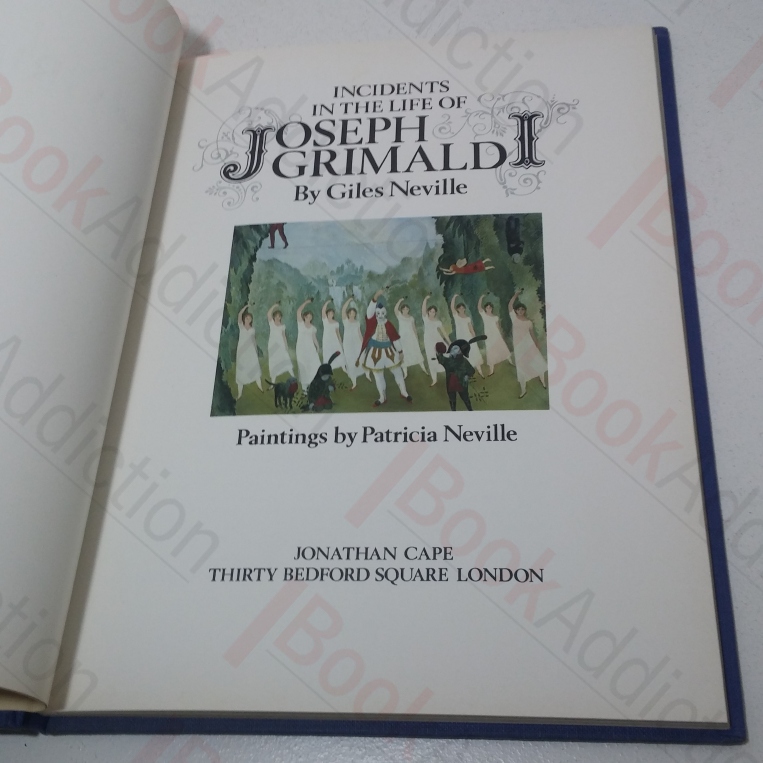 INCIDENTS
IN THE LIFE OF
JOSEPH
GRIMALDI
By Giles Neville
Paintings by Patricia Neville
JONATHAN CAPE
THIRTY BEDFORD SQUARE LONDON
BookAddiction